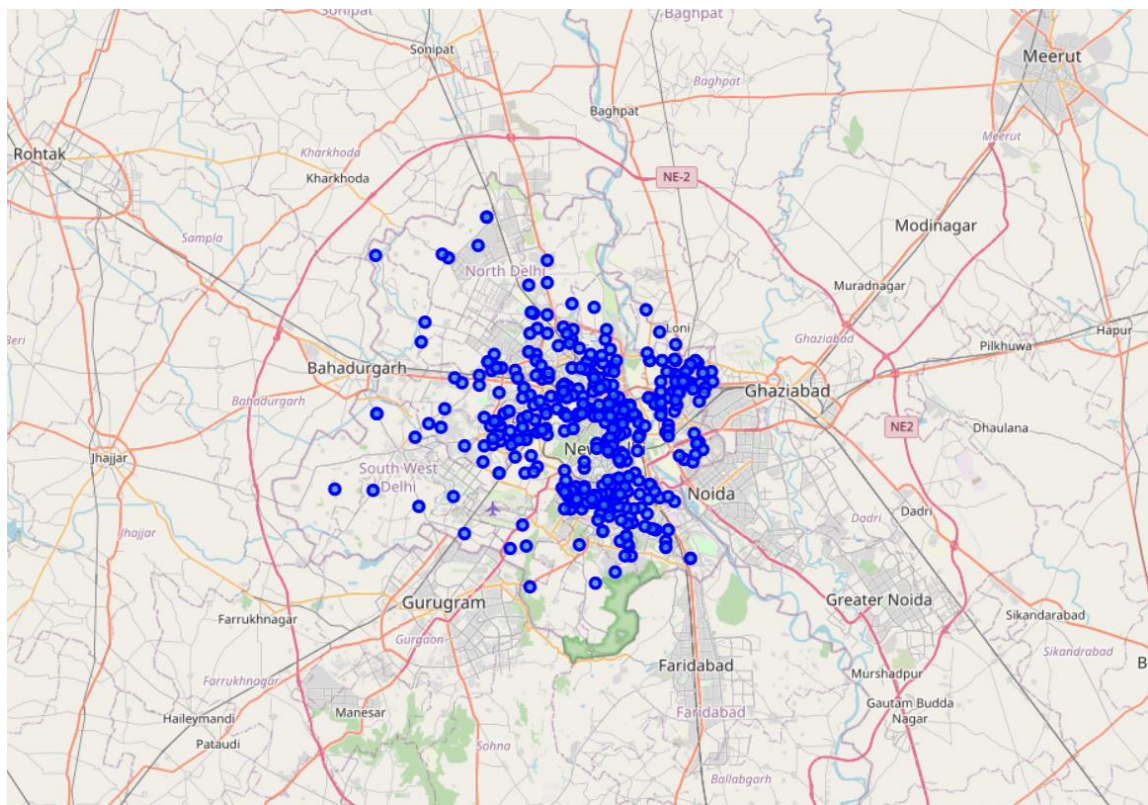 Sonipat
Baghpat
Sonipat
Baghpat
Meerut
Baghpat
Rohtak
Kharkhoda
Kharkhoda
Meerut
NE-2
Sampla
Modinagar
North Delhi
Muradnagar
Loni
Ghaziabad
Hapur
Beri
Pilkhuwa
Bahadurgarh
Ghaziabad
Bahadurgarh
NE2
Dhaulana
Jhajjar
New
South West
Delhi
Noida
Dadri
Jhajjar
Dadri
Gurugram
Greater Noida
Farrukhnagar
Sikandarabad
Gurgaon
Sikandrabad
Faridabad
B
Farrukhnagar
Murshadpur
Manesar
Faridabad
Gautam Budda
Nagar
Haileymandi
Pataudi
Sohna
Ballabgarh